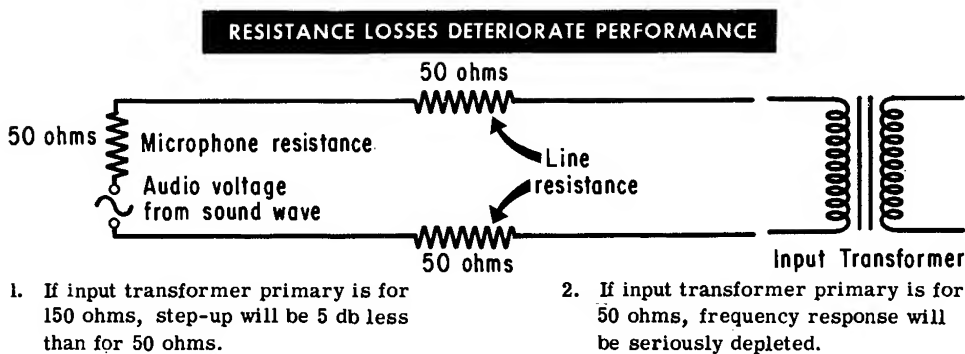 RESISTANCE LOSSES DETERIORATE PERFORMANCE
50 ohms
50 ohms
Microphone resistance
Audio voltage
from sound wave
Line
resistance
50 ohms
Input Transformer
1. If input transformer primary is for
150 ohms, step-up will be 5 db less
than for 50 ohms.
2. If input transformer primary is for
50 ohms, frequency response will
be seriously depleted.